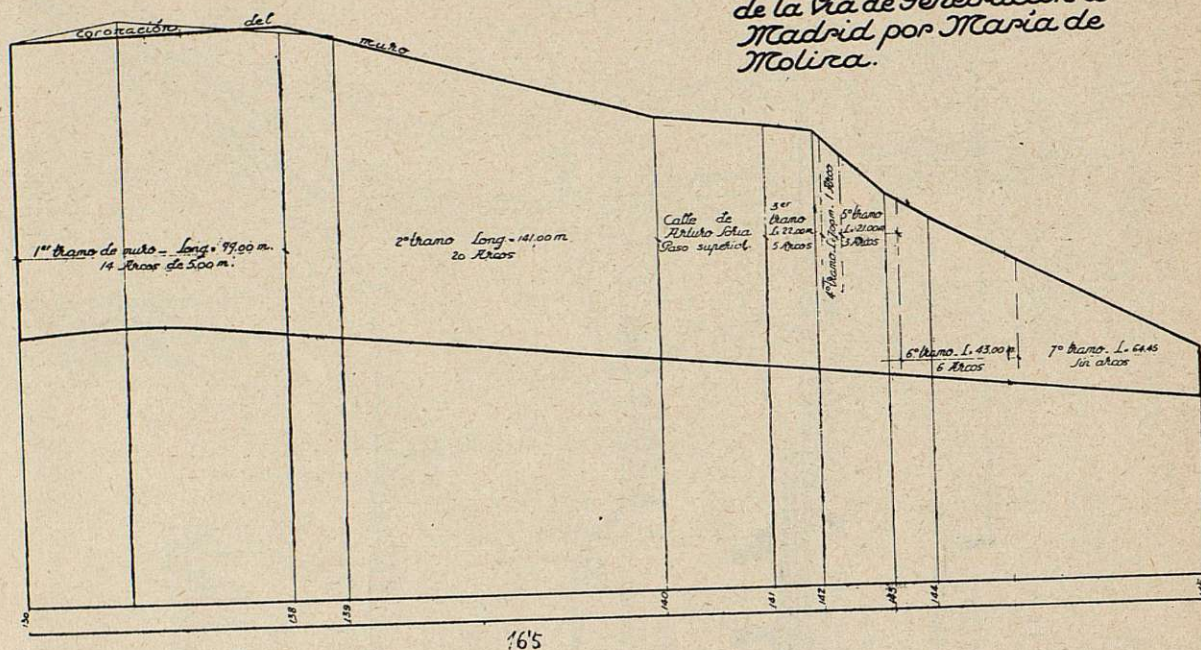 de la Vía de Penetración a
Madrid por María de
Molina.
coronación del muro
1er tramo de muro - Long. 99,00 m.
14 Arcos de 5,00 m.
2º tramo Long = 141,00 m
20 Arcos
Calle de
Arturo Soria
Paso superior.
3er
tramo
L. 22,00 m
5 Arcos
4º tramo. L. 7,00 m. 1 Arco
5º tramo
L. 21,00 m
3 Arcos
6º tramo - L. 43,00 m
6 Arcos
7º tramo - L. 64,45
sin arcos
130
138
139
140
141
142
143
144
16'5